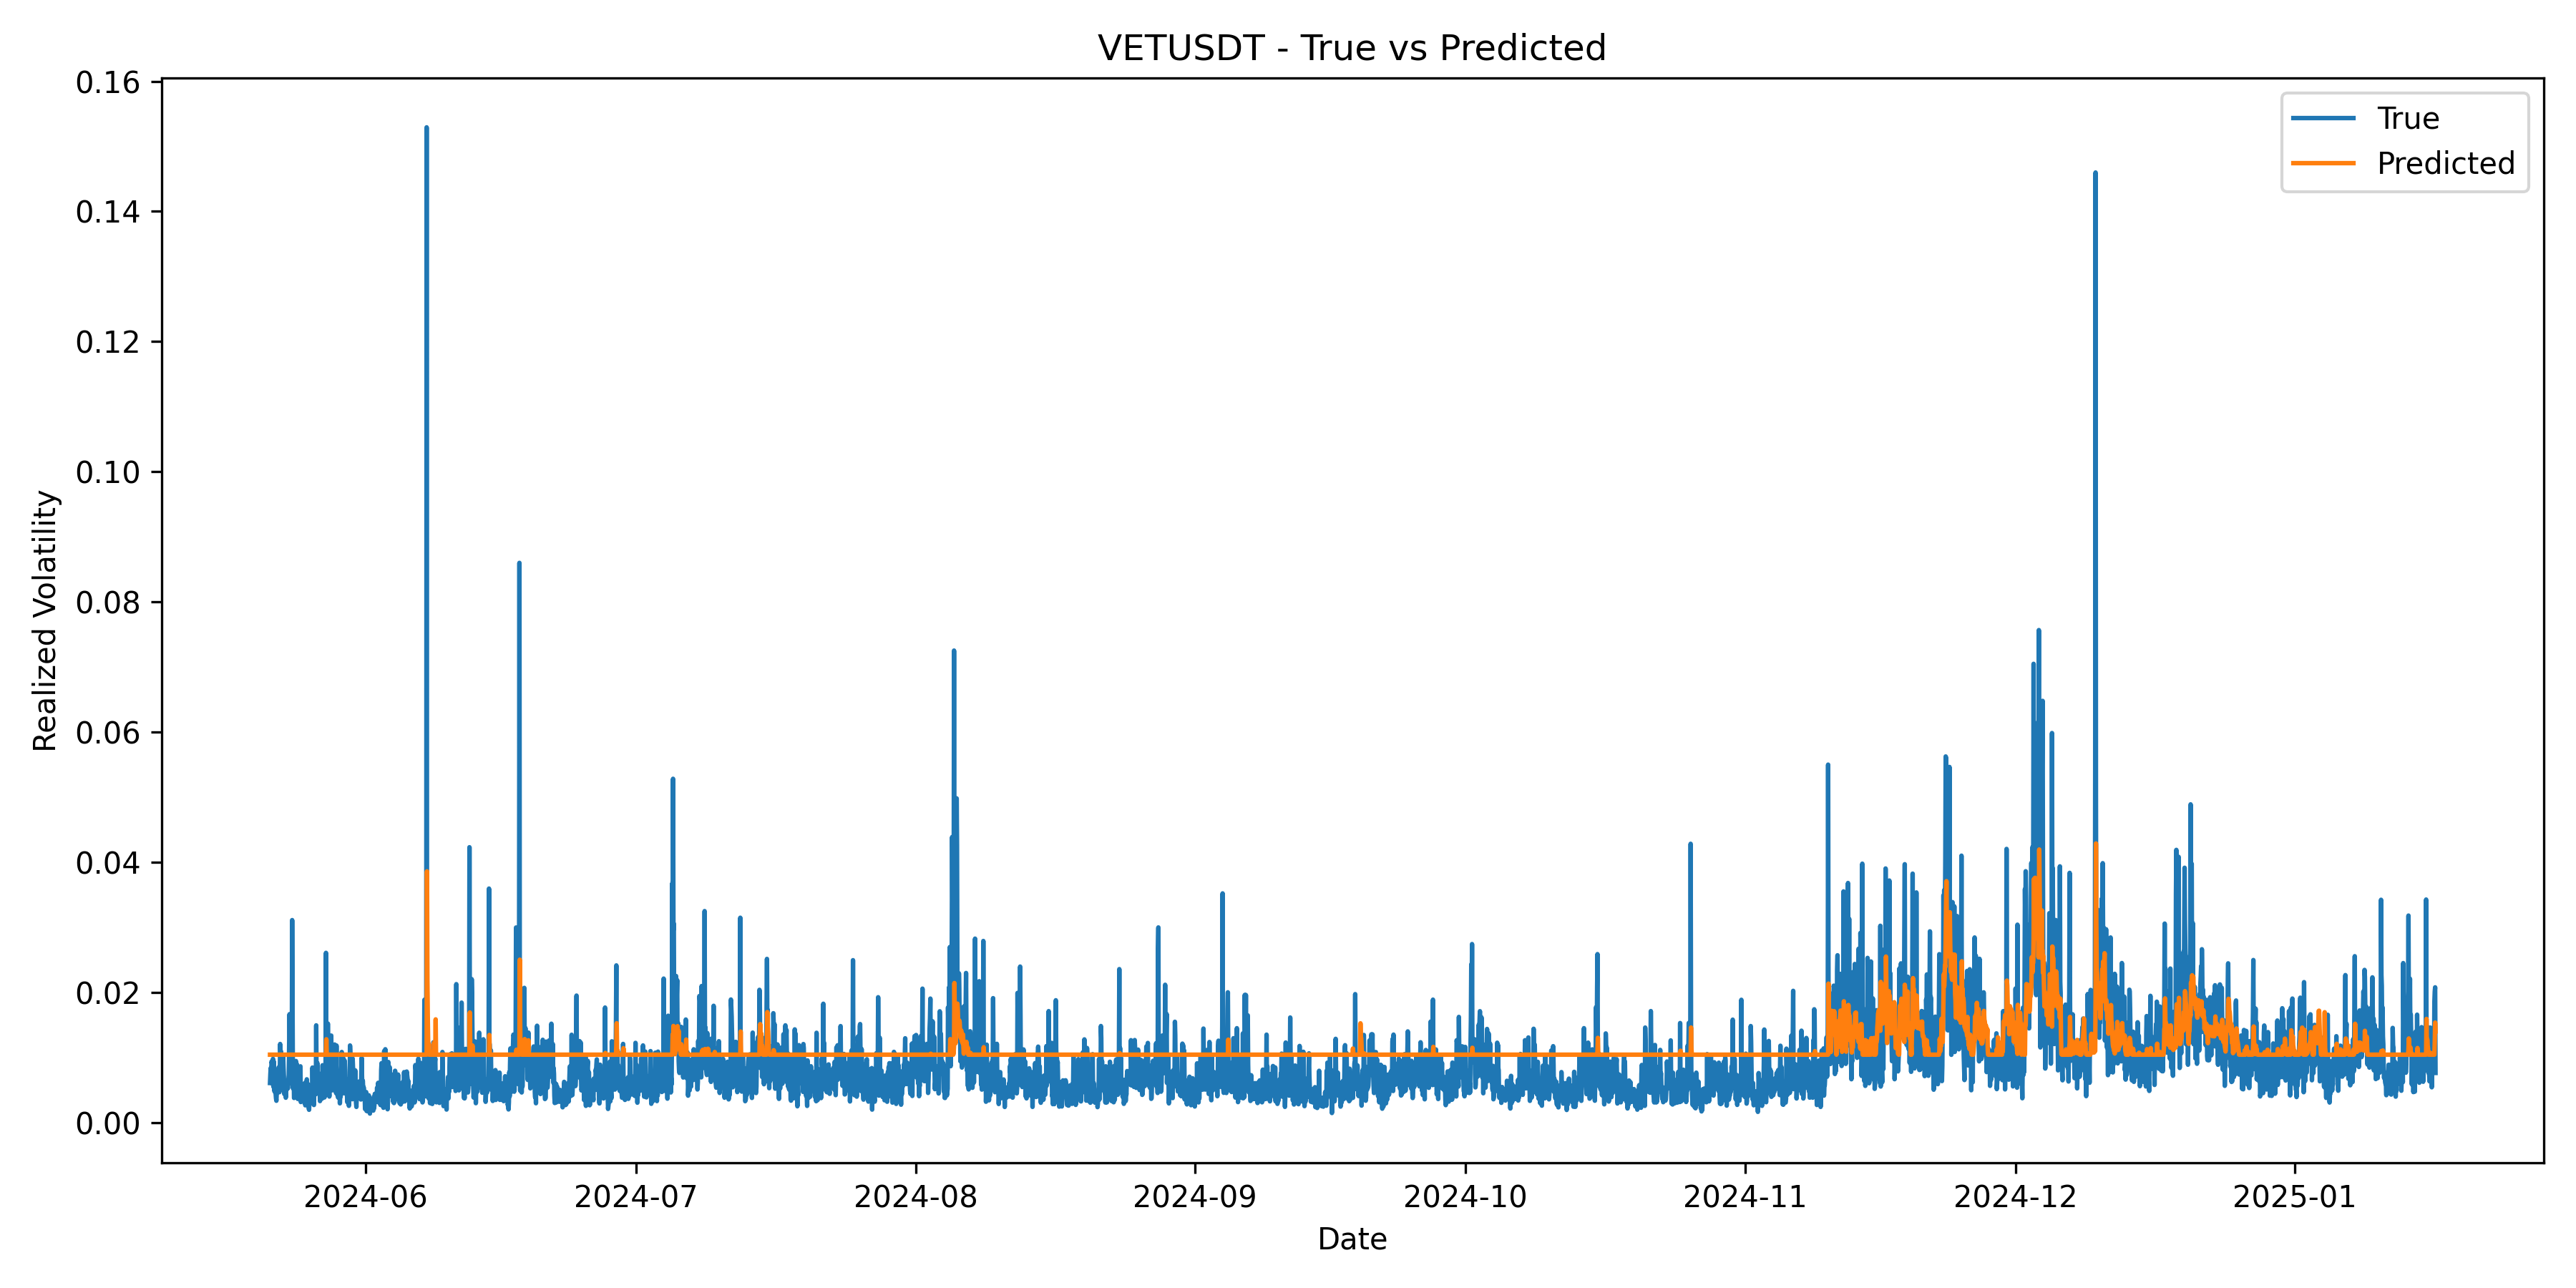 VETUSDT - True vs Predicted
True
Predicted
Realized Volatility
0.16
0.14
0.12
0.10
0.08
0.06
0.04
0.02
0.00
2024-06 2024-07 2024-08 2024-09 2024-10 2024-11 2024-12 2025-01
Date